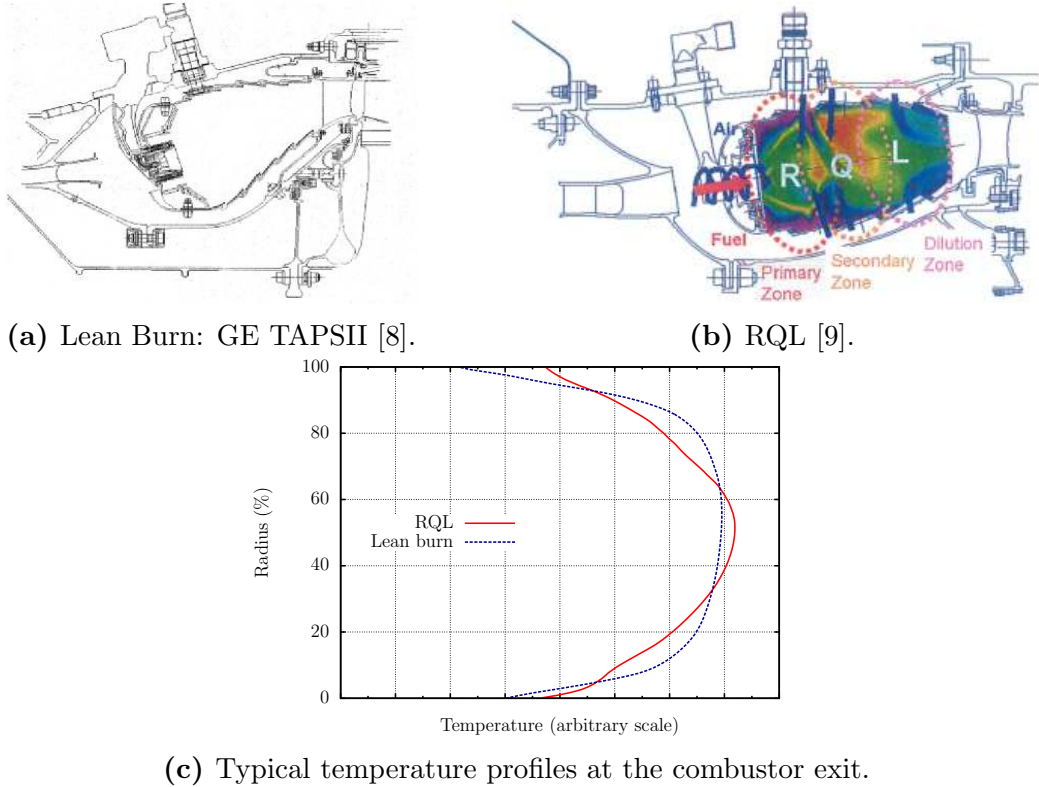 Air
R
Q
L
Fuel
Primary
Zone
Secondary
Zone
Dilution
Zone
(a) Lean Burn: GE TAPSII [8].
(b) RQL [9].
100
80
60
40
20
0
Radius (%)
RQL
Lean burn
Temperature (arbitrary scale)
(c) Typical temperature profiles at the combustor exit.